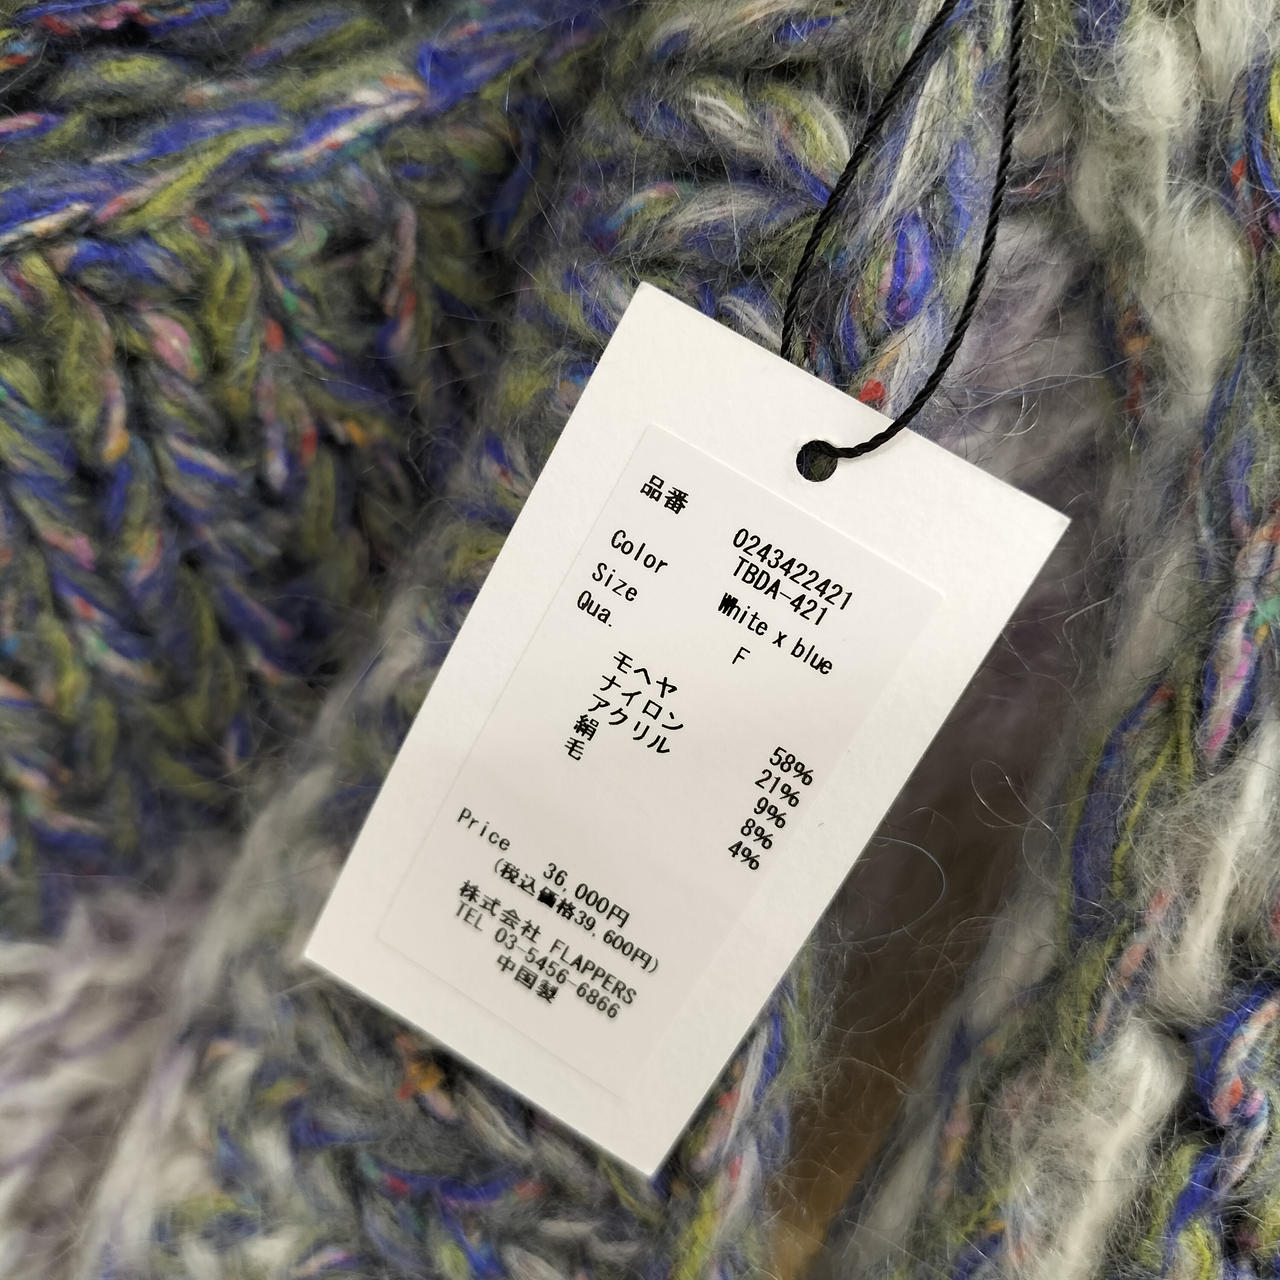 品番 0243422421
TBDA-421
Color White x blue
Size F
Qua.
モヘヤ 58%
ナイロン 21%
アクリル 9%
絹 8%
毛 4%
Price 36,000円
(税込価格39,600円)
株式会社 FLAPPERS
TEL 03-5456-6866
中国製